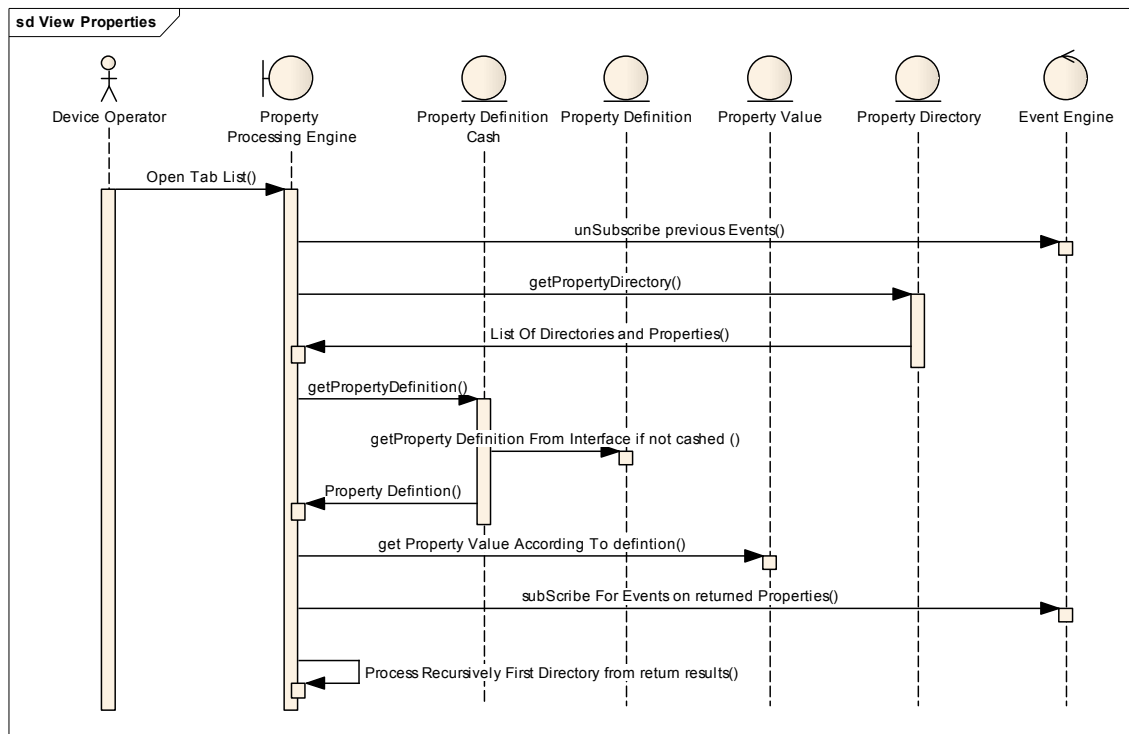 sd View Properties
Device Operator
Property
Processing Engine
Property Definition
Cash
Property Definition
Property Value
Property Directory
Event Engine
Open Tab List()
unSubscribe previous Events()
getPropertyDirectory()
List Of Directories and Properties()
getPropertyDefinition()
getProperty Definition From Interface if not cashed ()
Property Defintion()
get Property Value According To defintion()
subScribe For Events on returned Properties()
Process Recursively First Directory from return results()